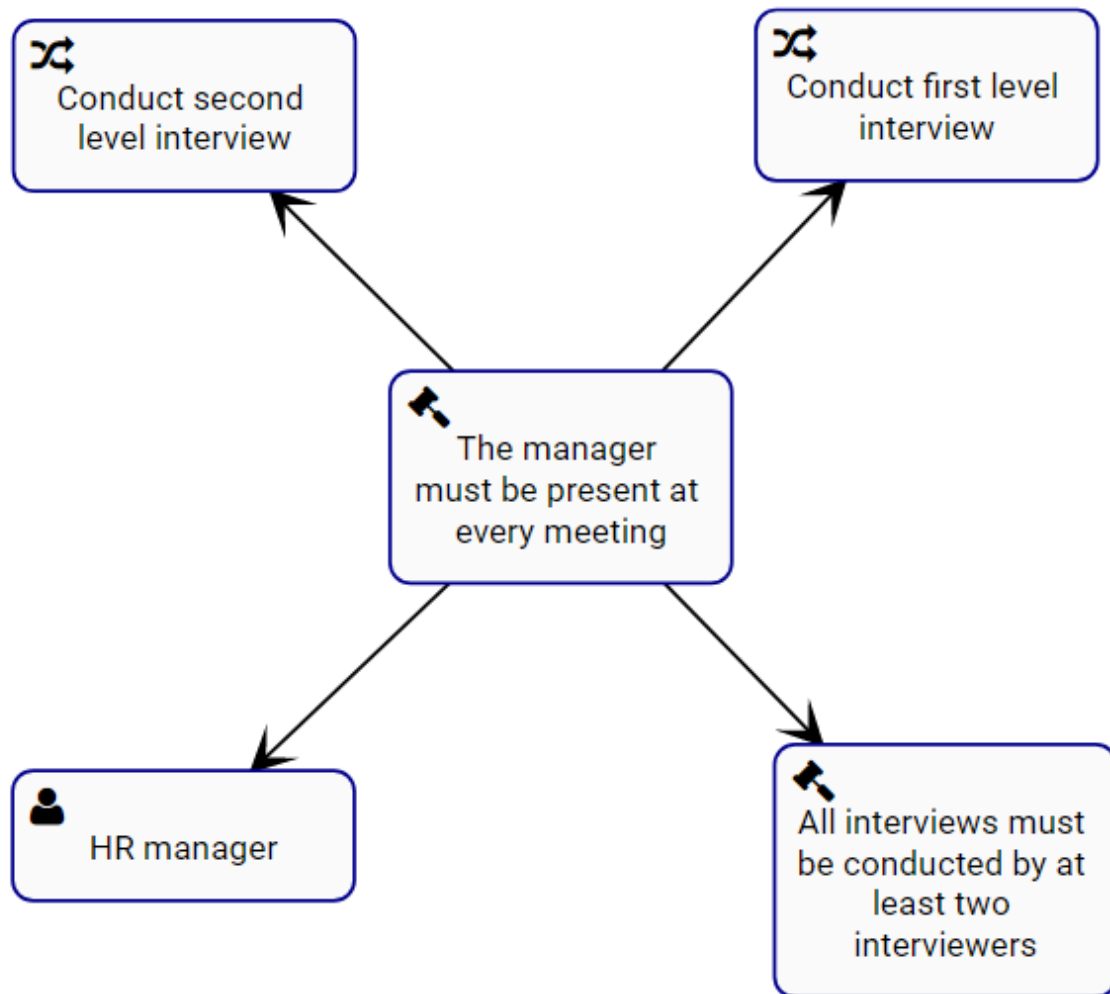 Conduct second
level interview
Conduct first level
interview
The manager
must be present at
every meeting
HR manager
All interviews must
be conducted by at
least two
interviewers